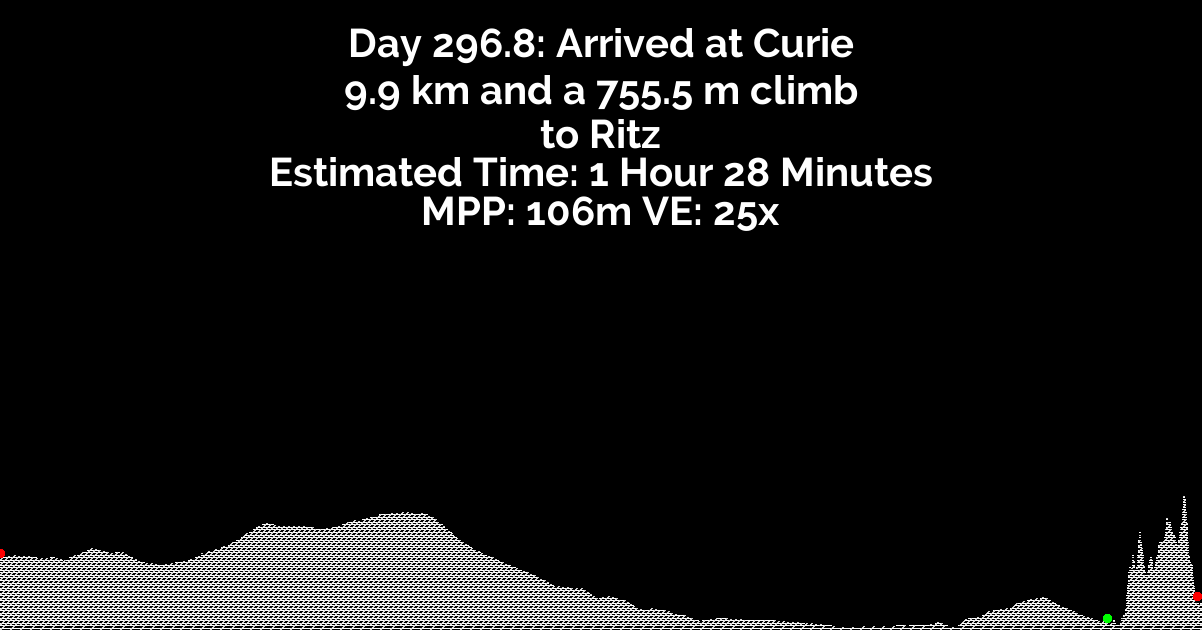 Day 296.8: Arrived at Curie
9.9 km and a 755.5 m climb
to Ritz
Estimated Time: 1 Hour 28 Minutes
MPP: 106m VE: 25x